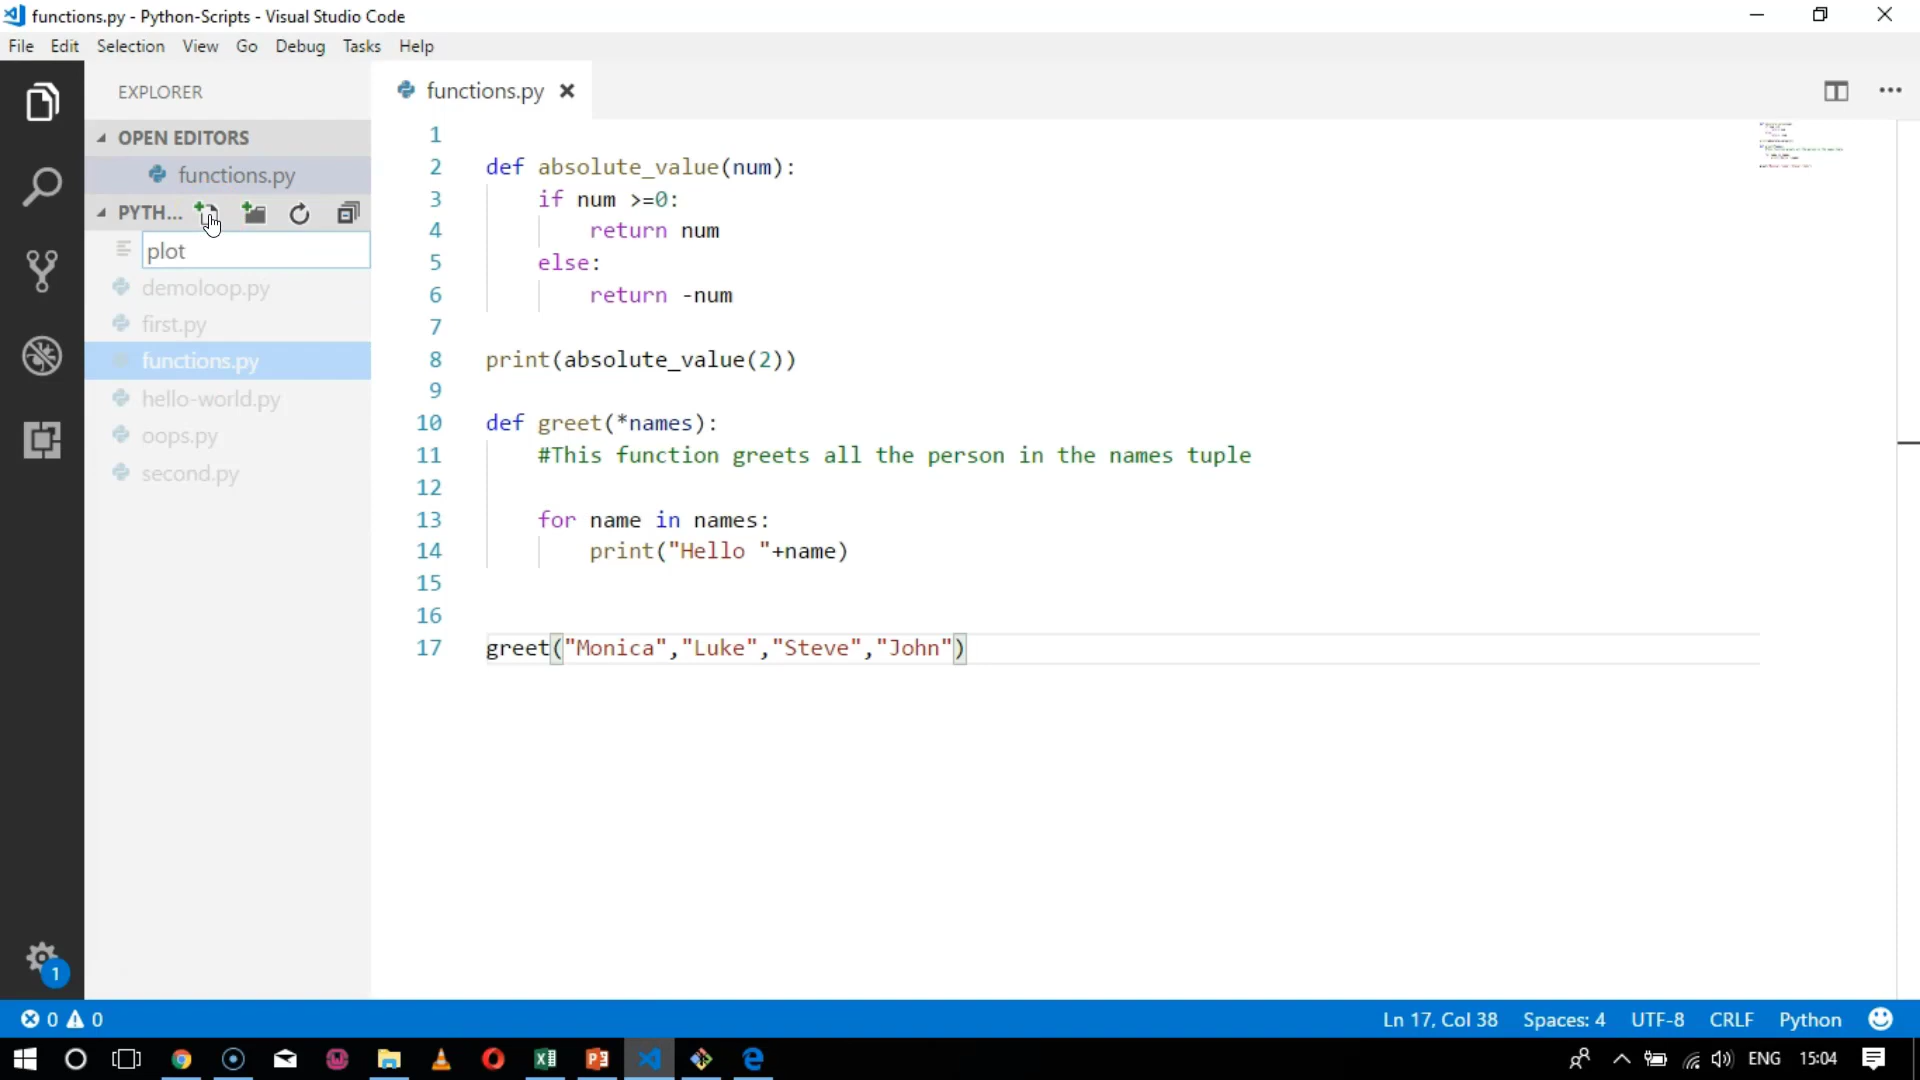 functions.py - Python-Scripts - Visual Studio Code
File Edit Selection View Go Debug Tasks Help
EXPLORER
OPEN EDITORS
functions.py
PYTH...
plot
demoloop.py
first.py
functions.py
hello-world.py
oops.py
second.py
1
functions.py
1
2 def absolute_value(num):
3 if num >=0:
4 return num
5 else:
6 return -num
7
8 print(absolute_value(2))
9
10 def greet(*names):
11 #This function greets all the person in the names tuple
12
13 for name in names:
14 print("Hello "+name)
15
16
17 greet("Monica","Luke","Steve","John")
0 0 Ln 17, Col 38 Spaces: 4 UTF-8 CRLF Python
ENG 15:04